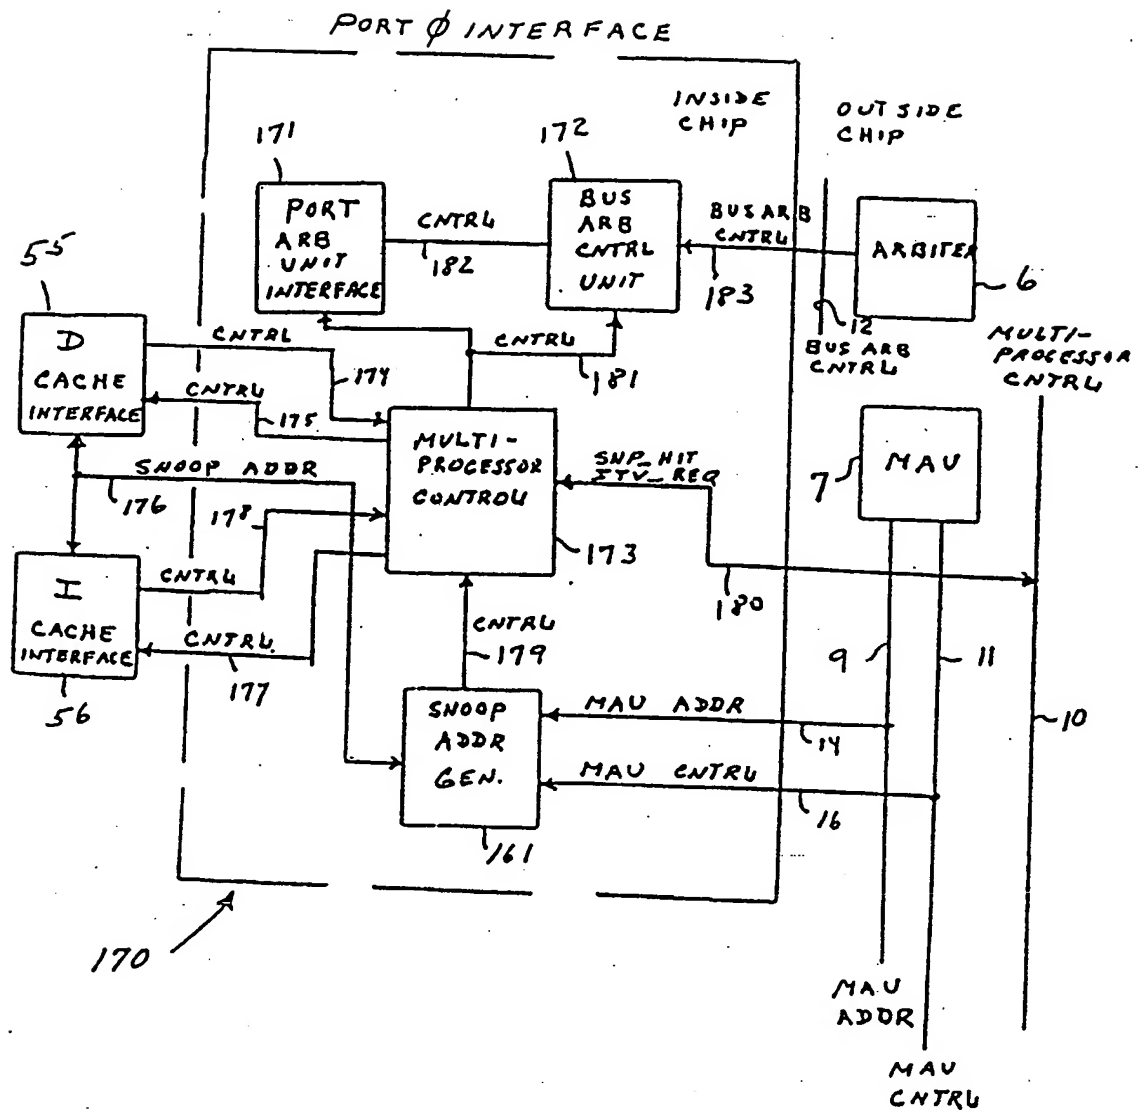 PORT Ø INTERFACE
INSIDE
CHIP
OUTSIDE
CHIP
171
PORT
ARB
UNIT
INTERFACE
CNTRL
182
172
BUS
ARB
CNTRL
UNIT
BUS ARB
CNTRL
183
ARBITER
6
12
BUS ARB
CNTRL
MULTI-
PROCESSOR
CNTRL
55
D
CACHE
INTERFACE
CNTRL
174
CNTRL
175
CNTRL
181
SNOOP ADDR
176
178
MULTI-
PROCESSOR
CONTROL
173
SNP_HIT
ITV_REQ
180
7
MAU
I
CACHE
INTERFACE
56
CNTRL
CNTRL
177
CNTRL
179
9
11
10
SNOOP
ADDR
GEN.
161
MAU ADDR
14
MAU CNTRL
16
170
MAU
ADDR
MAU
CNTRL